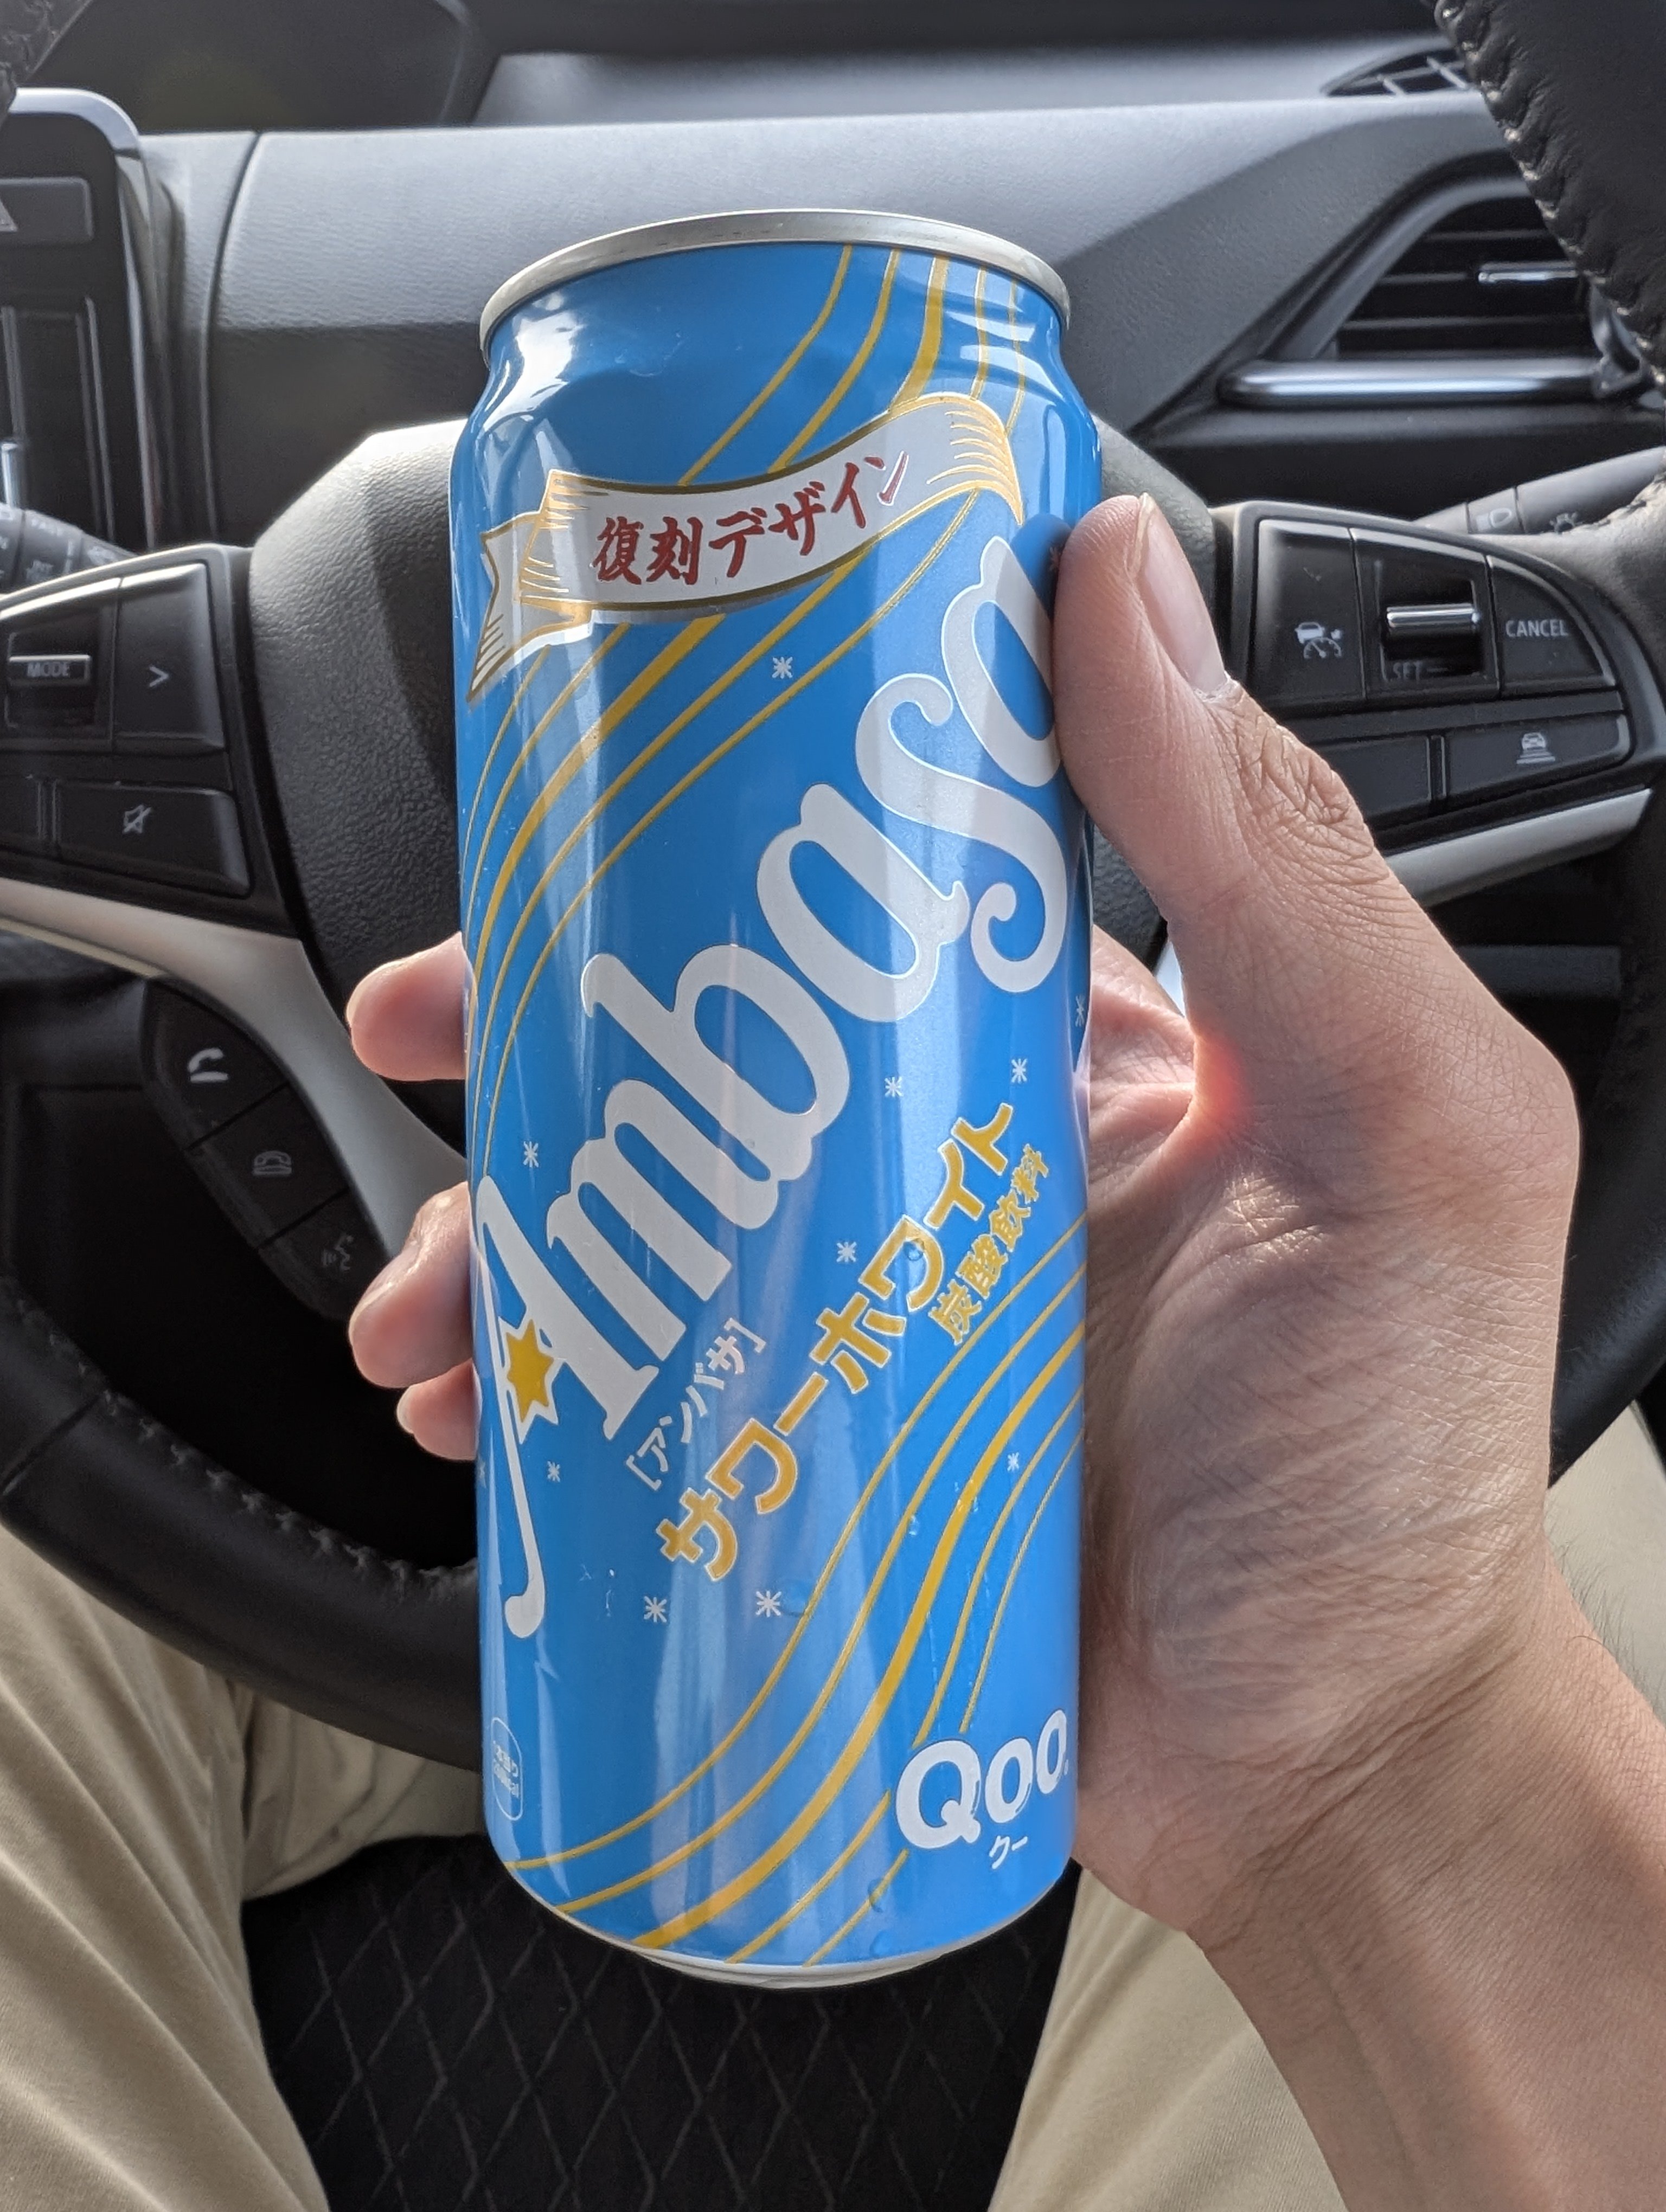 復刻デザイン
Ambasa
[アンバサ]
サワーホワイト
炭酸飲料
Qoo
クー
MODE
>
SET
CANCEL